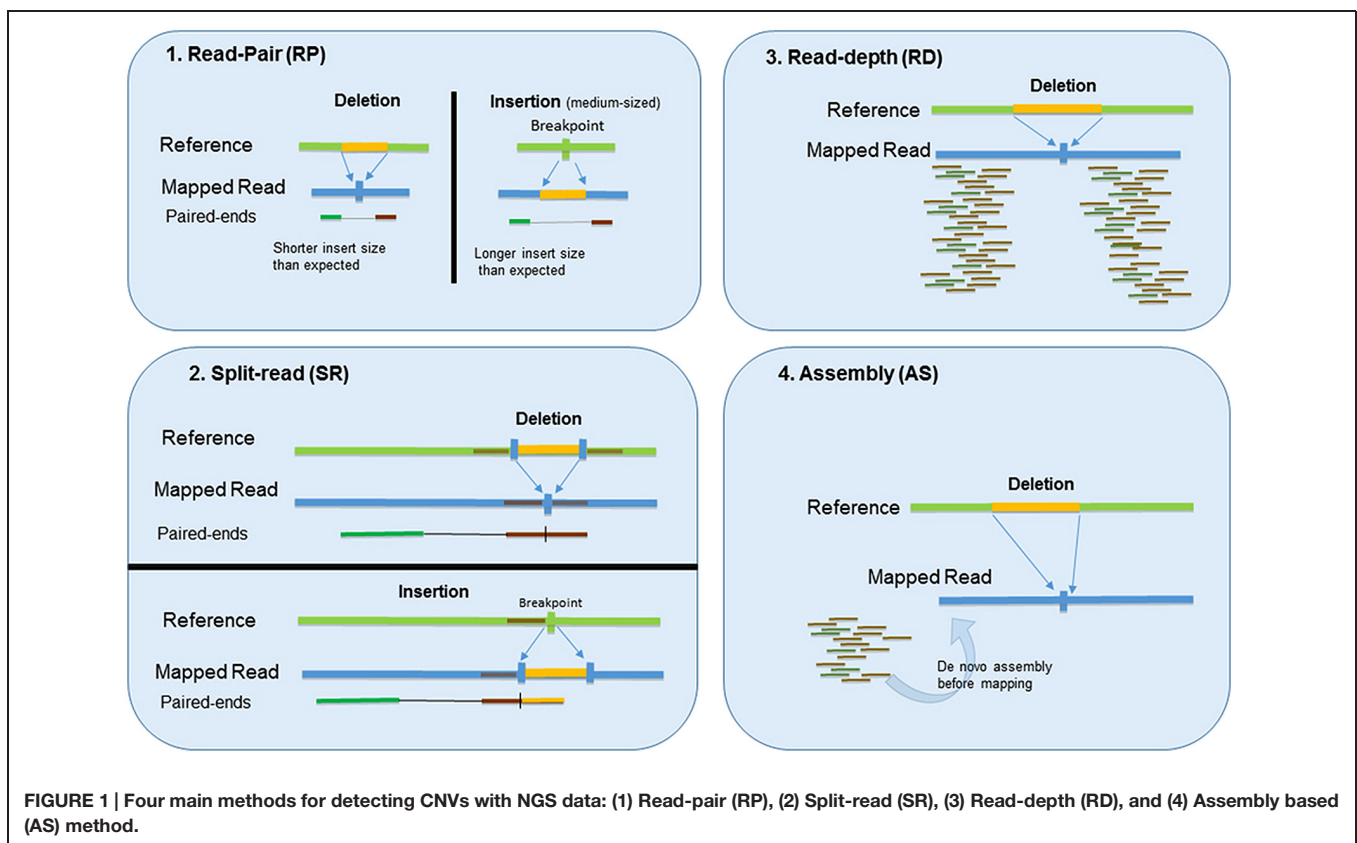 1. Read-Pair (RP)
Deletion
Reference
Mapped Read
Paired-ends
Shorter insert size
than expected
Insertion (medium-sized)
Breakpoint
Longer insert size
than expected
3. Read-depth (RD)
Deletion
Reference
Mapped Read
2. Split-read (SR)
Deletion
Reference
Mapped Read
Paired-ends
Insertion
Breakpoint
Reference
Mapped Read
Paired-ends
4. Assembly (AS)
Deletion
Reference
Mapped Read
De novo assembly
before mapping
FIGURE 1 | Four main methods for detecting CNVs with NGS data: (1) Read-pair (RP), (2) Split-read (SR), (3) Read-depth (RD), and (4) Assembly based
(AS) method.